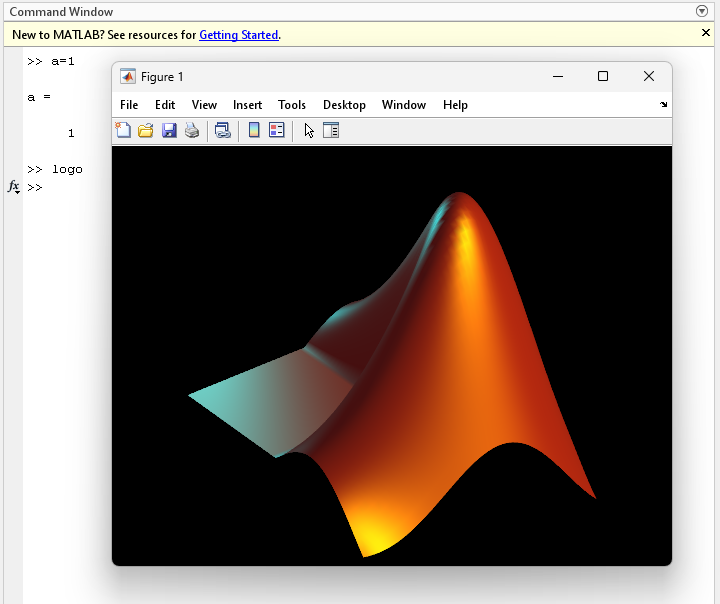 Command Window
New to MATLAB? See resources for Getting Started.
>> a=1
a =
1
>> logo
fx >>
Figure 1
File Edit View Insert Tools Desktop Window Help